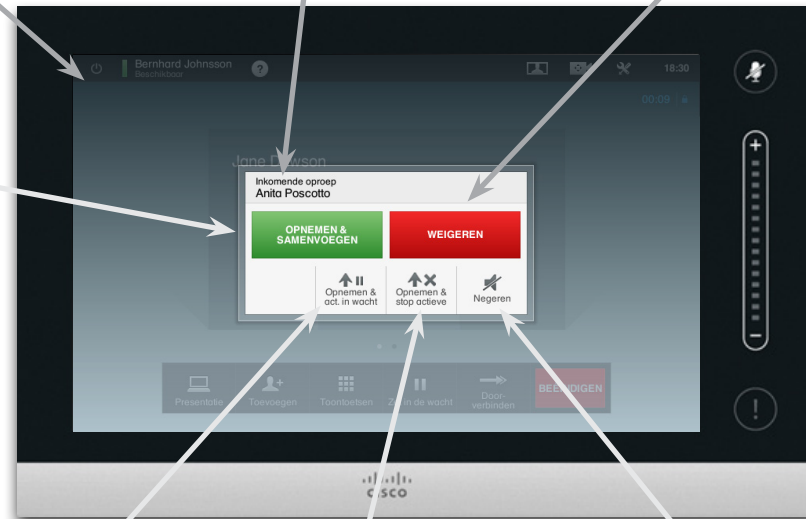 Bernhard Johnsson
Beschikbaar
?
18:30
00:09
Jane Dawson
Inkomende oproep
Anita Poscotto
OPNEMEN &
SAMENVOEGEN
WEIGEREN
Opnemen &
act. in wacht
Opnemen &
stop actieve
Negeren
Presentatie
Toevoegen
Toontoetsen
Zet in de wacht
Door-
verbinden
BEËINDIGEN
+
−
!
CISCO